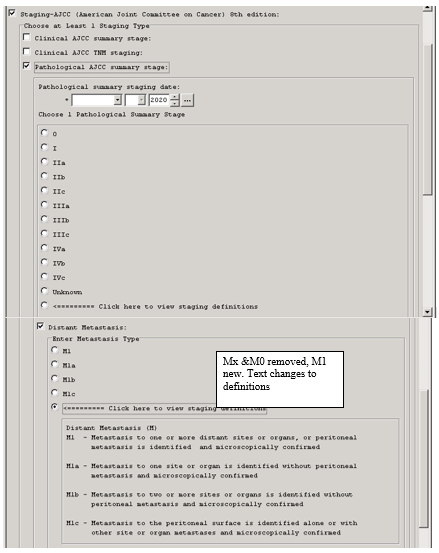 Staging-AJCC (American Joint Committee on Cancer) 8th edition:
Choose at Least 1 Staging Type
Clinical AJCC summary stage:
Clinical AJCC TNM staging:
Pathological AJCC summary stage:
Pathological summary staging date:
* 2020 ...
Choose 1 Pathological Summary Stage
0
I
IIa
IIb
IIc
IIIa
IIIb
IIIc
IVa
IVb
IVc
Unknown
<========= Click here to view staging definitions
Distant Metastasis:
Enter Metastasis Type
M1
M1a
M1b
M1c
<========= Click here to view staging definitions
Mx &M0 removed, M1
new. Text changes to
definitions
Distant Metastasis (M)
M1 - Metastasis to one or more distant sites or organs, or peritoneal
metastasis is identified and microscopically confirmed
M1a - Metastasis to one site or organ is identified without peritoneal
metastasis and microscopically confirmed
M1b - Metastasis to two or more sites or organs is identified without
peritoneal metastasis and microscopically confirmed
M1c - Metastasis to the peritoneal surface is identified alone or with
other site or organ metastases and microscopically confirmed